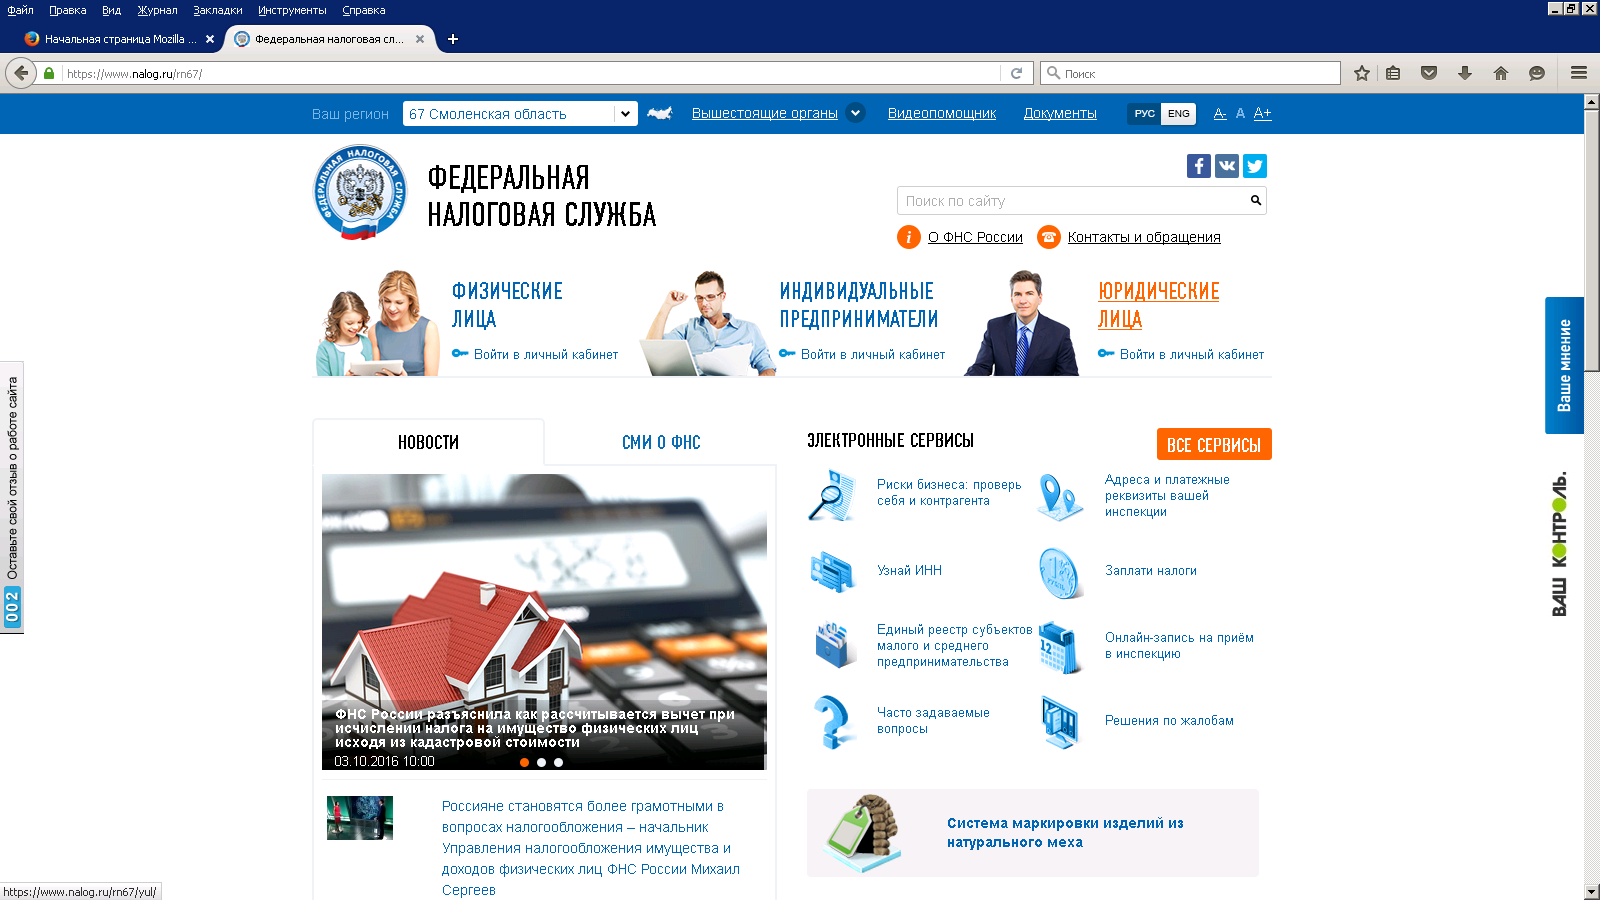 Файл Правка Вид Журнал Закладки Инструменты Справка
Начальная страница Mozilla ...
Федеральная налоговая сл...
https://www.nalog.ru/rn67/
Поиск
Ваш регион
67 Смоленская область
Вышестоящие органы
Видеопомощник
Документы
РУС ENG
A- A A+
ФЕДЕРАЛЬНАЯ НАЛОГОВАЯ СЛУЖБА
ФЕДЕРАЛЬНАЯ
НАЛОГОВАЯ СЛУЖБА
Поиск по сайту
О ФНС России
Контакты и обращения
ФИЗИЧЕСКИЕ
ЛИЦА
Войти в личный кабинет
ИНДИВИДУАЛЬНЫЕ
ПРЕДПРИНИМАТЕЛИ
Войти в личный кабинет
ЮРИДИЧЕСКИЕ
ЛИЦА
Войти в личный кабинет
Оставьте свой отзыв о работе сайта
002
Ваше мнение
ВАШ КОНТРОЛЬ.
НОВОСТИ
СМИ О ФНС
ФНС России разъяснила как рассчитывается вычет при
исчислении налога на имущество физических лиц
исходя из кадастровой стоимости
03.10.2016 10:00
Россияне становятся более грамотными в
вопросах налогообложения – начальник
Управления налогообложения имущества и
доходов физических лиц ФНС России Михаил
Сергеев
ЭЛЕКТРОННЫЕ СЕРВИСЫ
ВСЕ СЕРВИСЫ
Риски бизнеса: проверь
себя и контрагента
Адреса и платежные
реквизиты вашей
инспекции
Узнай ИНН
Заплати налоги
Единый реестр субъектов
малого и среднего
предпринимательства
12
Онлайн-запись на приём
в инспекцию
Часто задаваемые
вопросы
Решения по жалобам
Система маркировки изделий из
натурального меха
https://www.nalog.ru/rn67/yul/